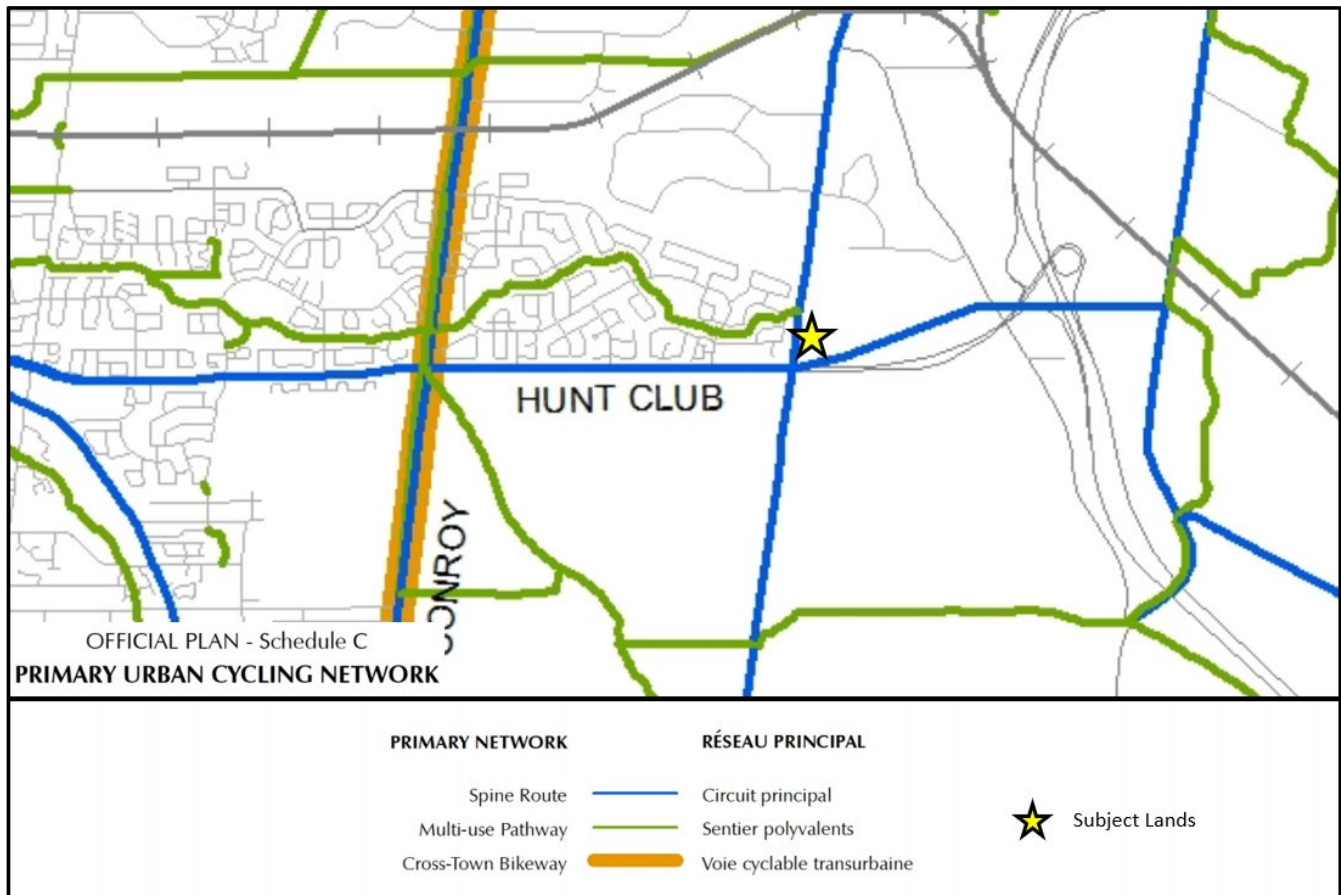 HUNT CLUB
CONROY
OFFICIAL PLAN - Schedule C
PRIMARY URBAN CYCLING NETWORK
PRIMARY NETWORK RÉSEAU PRINCIPAL
Spine Route Circuit principal
Multi-use Pathway Sentier polyvalents
Cross-Town Bikeway Voie cyclable transurbaine
Subject Lands